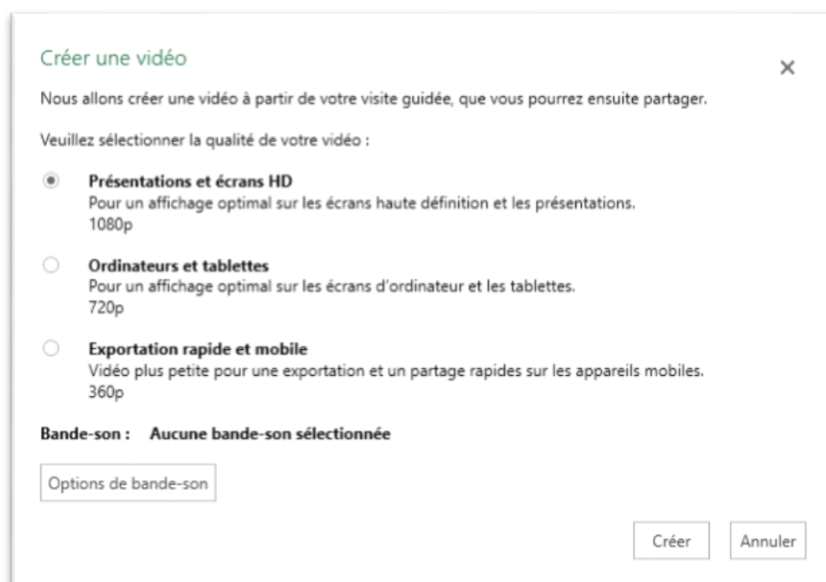 Créer une vidéo
Nous allons créer une vidéo à partir de votre visite guidée, que vous pourrez ensuite partager.
Veuillez sélectionner la qualité de votre vidéo :
Présentations et écrans HD
Pour un affichage optimal sur les écrans haute définition et les présentations.
1080p
Ordinateurs et tablettes
Pour un affichage optimal sur les écrans d'ordinateur et les tablettes.
720p
Exportation rapide et mobile
Vidéo plus petite pour une exportation et un partage rapides sur les appareils mobiles.
360p
Bande-son : Aucune bande-son sélectionnée
Options de bande-son
Créer Annuler